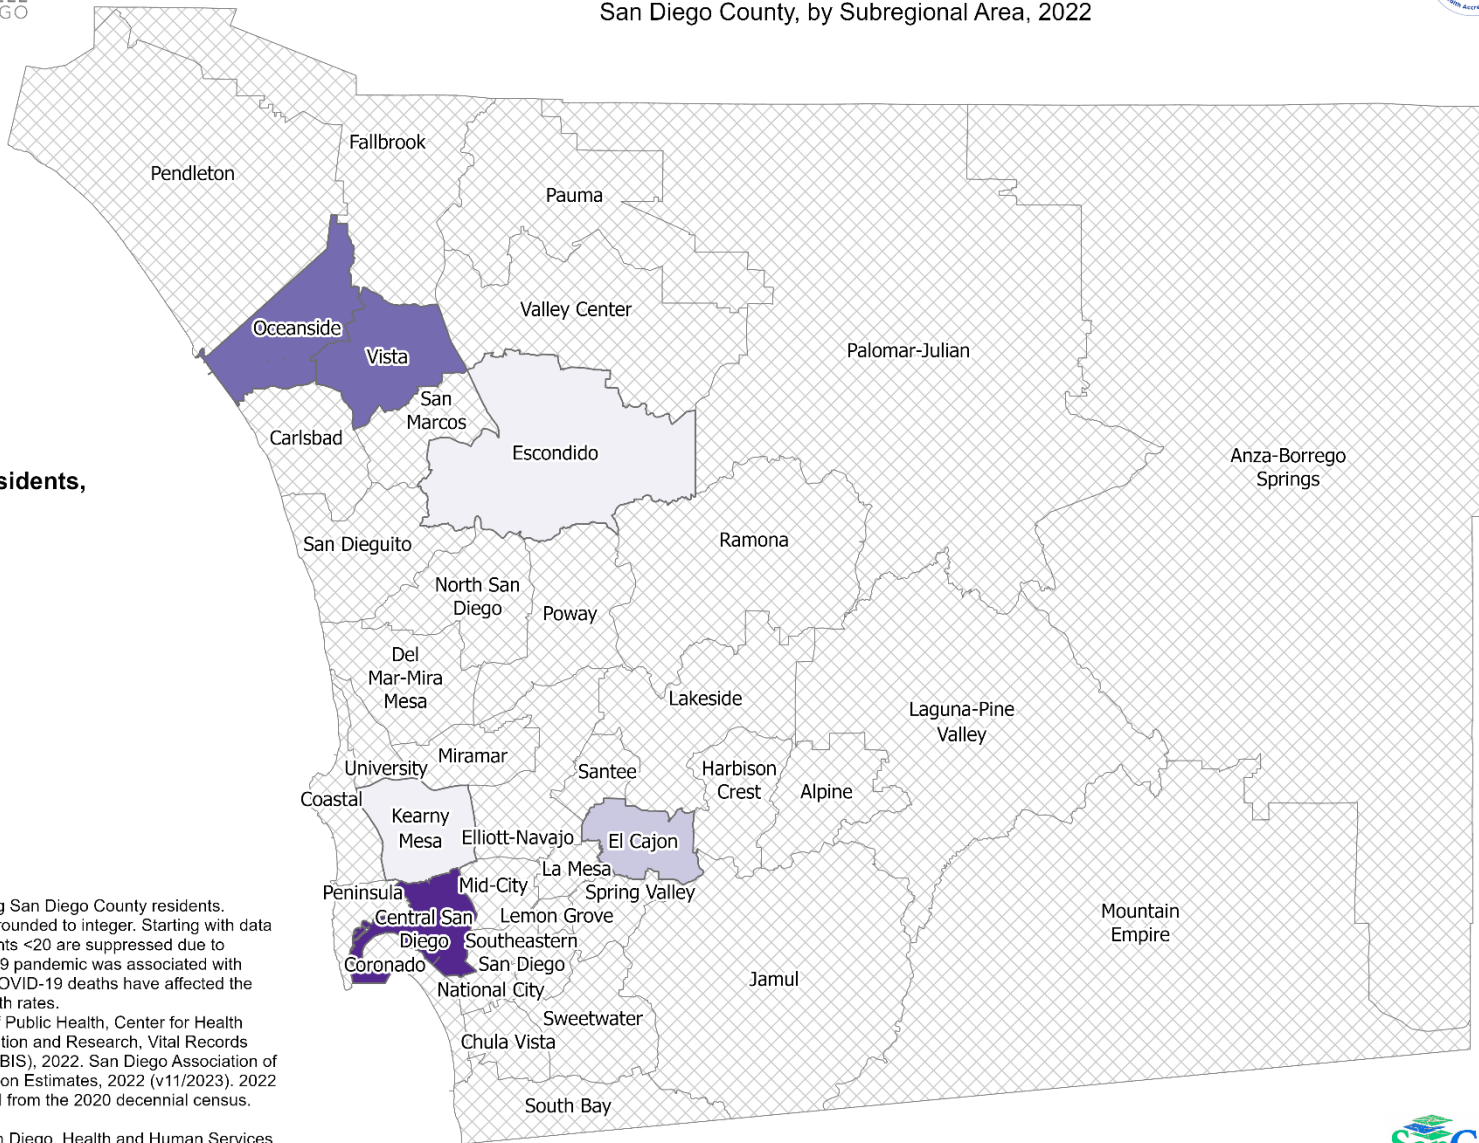 GO
San Diego County, by Subregional Area, 2022
Fallbrook
Pendleton
Pauma
Valley Center
Oceanside
Vista
Palomar-Julian
San
Marcos
Carlsbad
Escondido
Anza-Borrego
Springs
sidents,
San Dieguito
Ramona
North San
Diego
Poway
Del
Mar-Mira
Mesa
Lakeside
Laguna-Pine
Valley
Miramar
University
Santee
Harbison
Crest
Alpine
Coastal
Kearny
Mesa
Elliott-Navajo
El Cajon
La Mesa
Peninsula
Mid-City
Spring Valley
Central San
Diego
Lemon Grove
Southeastern
San Diego
Coronado
National City
Mountain
Empire
Jamul
Sweetwater
Chula Vista
South Bay
g San Diego County residents.
rounded to integer. Starting with data
nts <20 are suppressed due to
9 pandemic was associated with
OVID-19 deaths have affected the
th rates.
f Public Health, Center for Health
tion and Research, Vital Records
BIS), 2022. San Diego Association of
on Estimates, 2022 (v11/2023). 2022
l from the 2020 decennial census.
n Diego, Health and Human Services